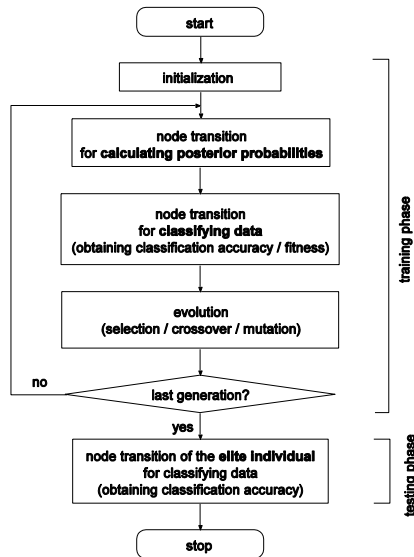 start
initialization
node transition
for calculating posterior probabilities
node transition
for classifying data
(obtaining classification accuracy / fitness)
evolution
(selection / crossover / mutation)
no
last generation?
yes
node transition of the elite individual
for classifying data
(obtaining classification accuracy)
stop
training phase
testing phase